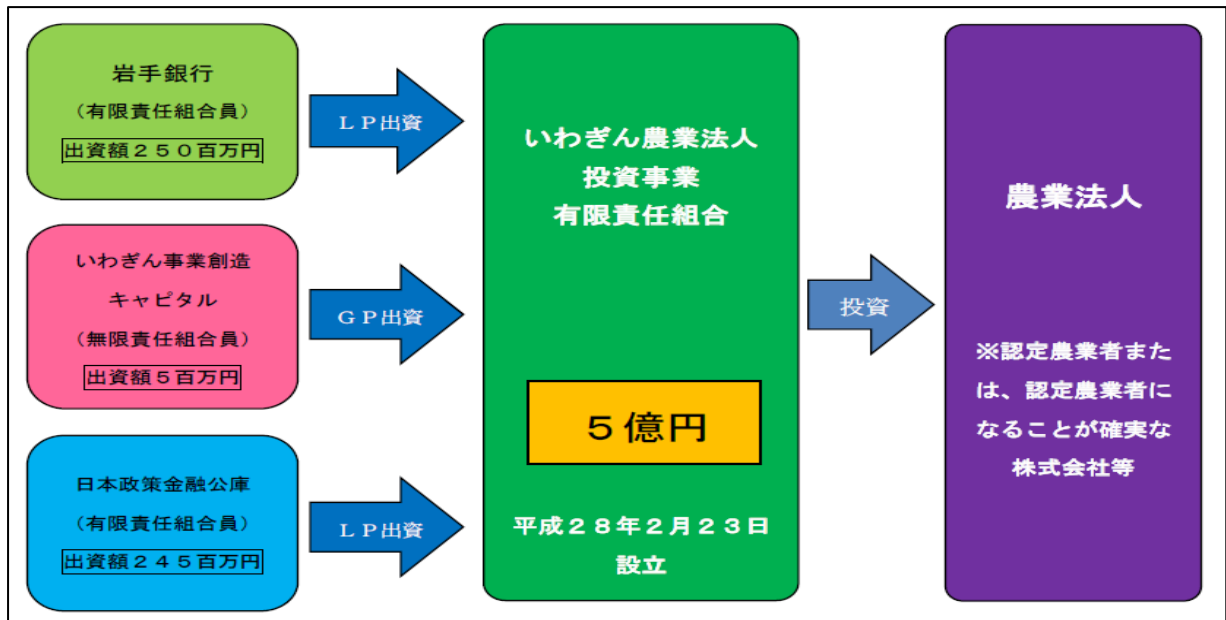 岩手銀行
（有限責任組合員）
出資額２５０百万円
ＬＰ出資
いわぎん事業創造
キャピタル
（無限責任組合員）
出資額５百万円
ＧＰ出資
日本政策金融公庫
（有限責任組合員）
出資額２４５百万円
ＬＰ出資
いわぎん農業法人
投資事業
有限責任組合
５億円
平成２８年２月２３日
設立
投資
農業法人
※認定農業者また
は、認定農業者に
なることが確実な
株式会社等